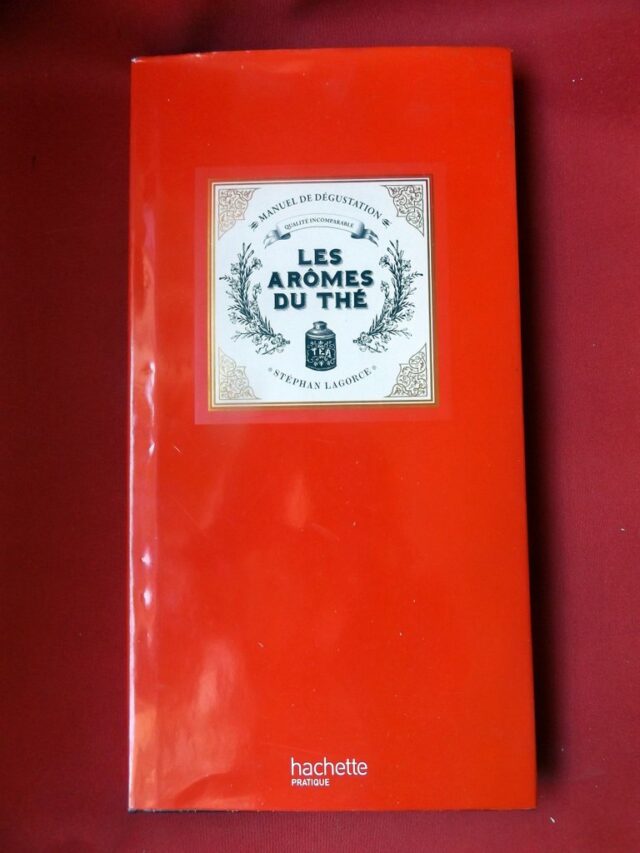 MANUEL DE DÉGUSTATION
QUALITÉ INCOMPARABLE
LES
ARÔMES
DU THÉ
TEA
STÉPHAN LAGORCE
hachette
PRATIQUE